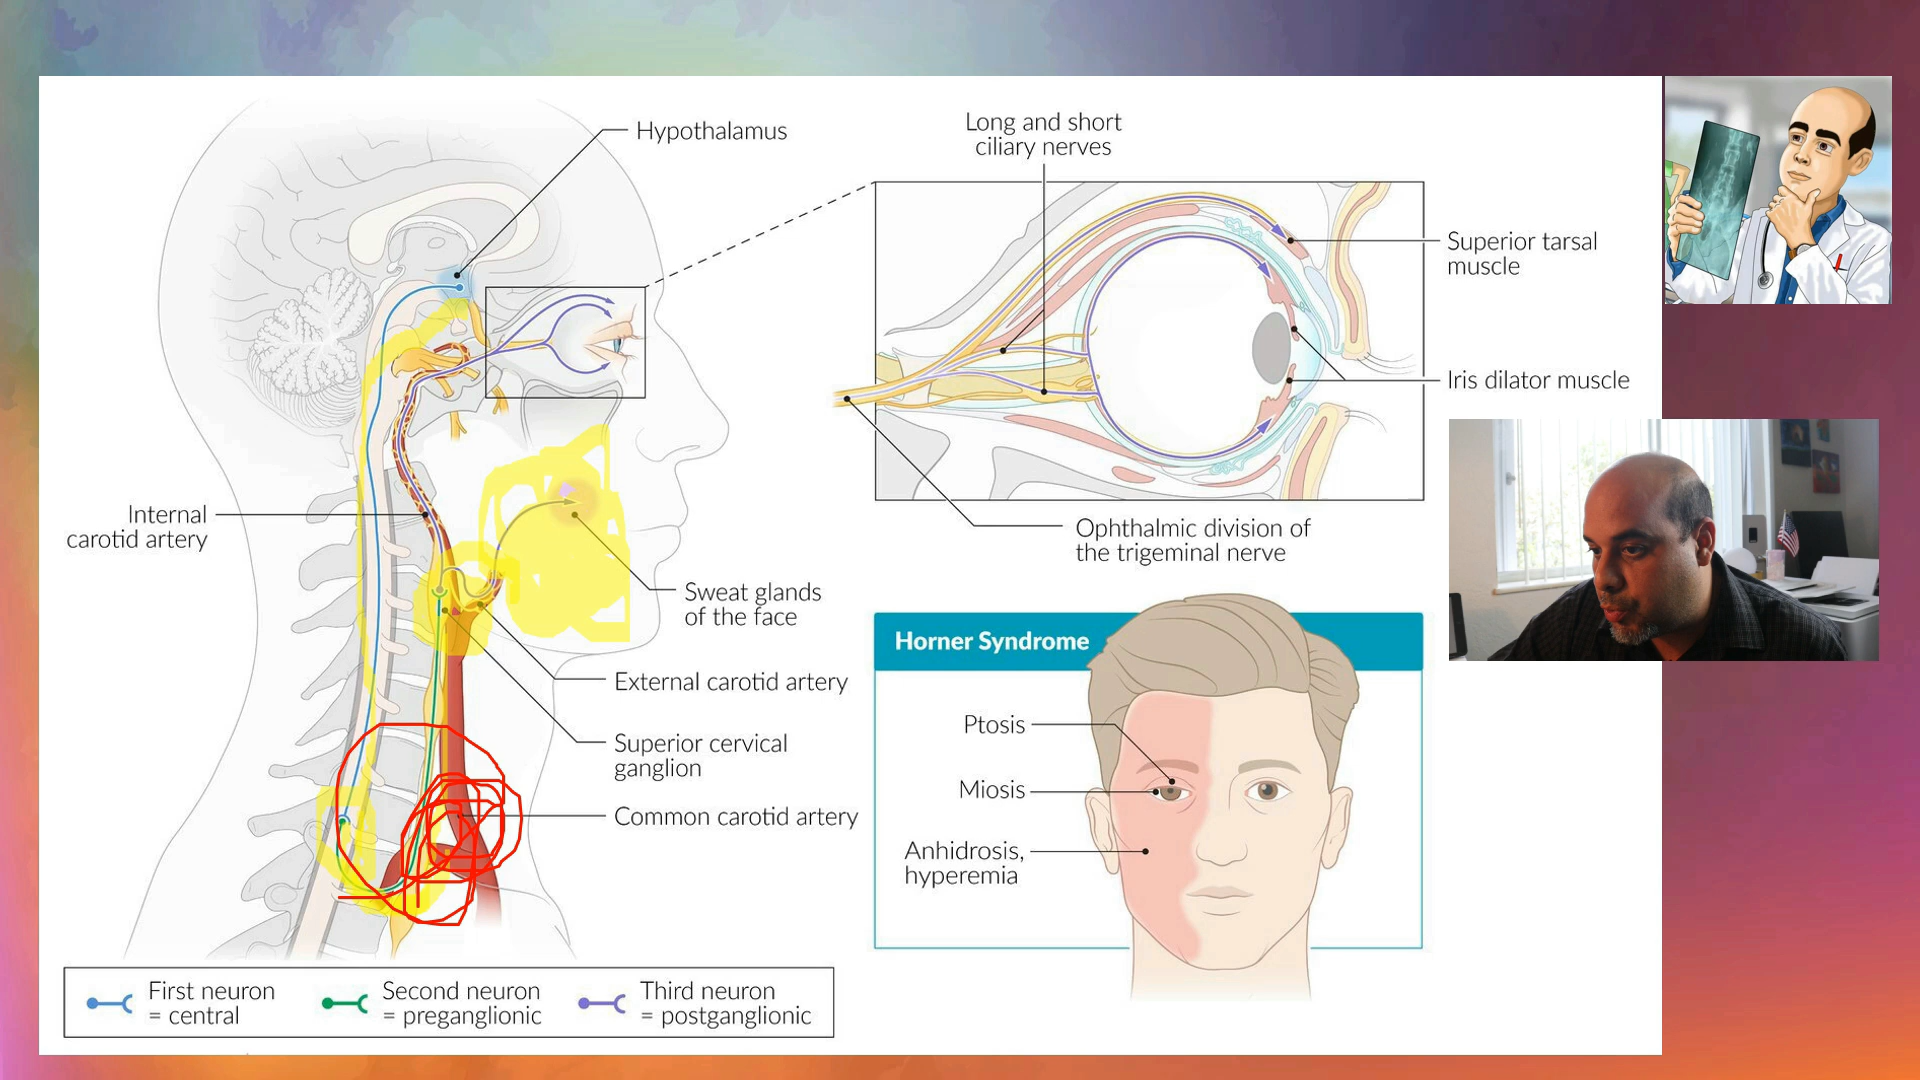 Hypothalamus
Long and short
ciliary nerves
Superior tarsal
muscle
Iris dilator muscle
Internal
carotid artery
Ophthalmic division of
the trigeminal nerve
Sweat glands
of the face
External carotid artery
Superior cervical
ganglion
Common carotid artery
Horner Syndrome
Ptosis
Miosis
Anhidrosis,
hyperemia
First neuron
= central
Second neuron
= preganglionic
Third neuron
= postganglionic